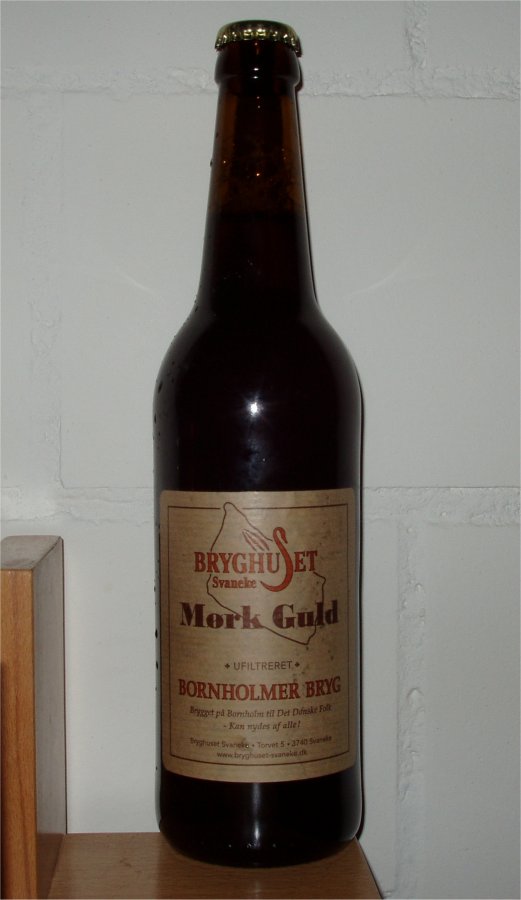 BRYGHUSET
Svaneke
Mørk Guld
+ UFILTRERET +
BORNHOLMER BRYG
Brygget på Bornholm til Det Danske Folk
- Kan nydes af alle!
Bryghuset Svaneke • Torvet 5 • 3740 Svaneke
www.bryghuset-svaneke.dk